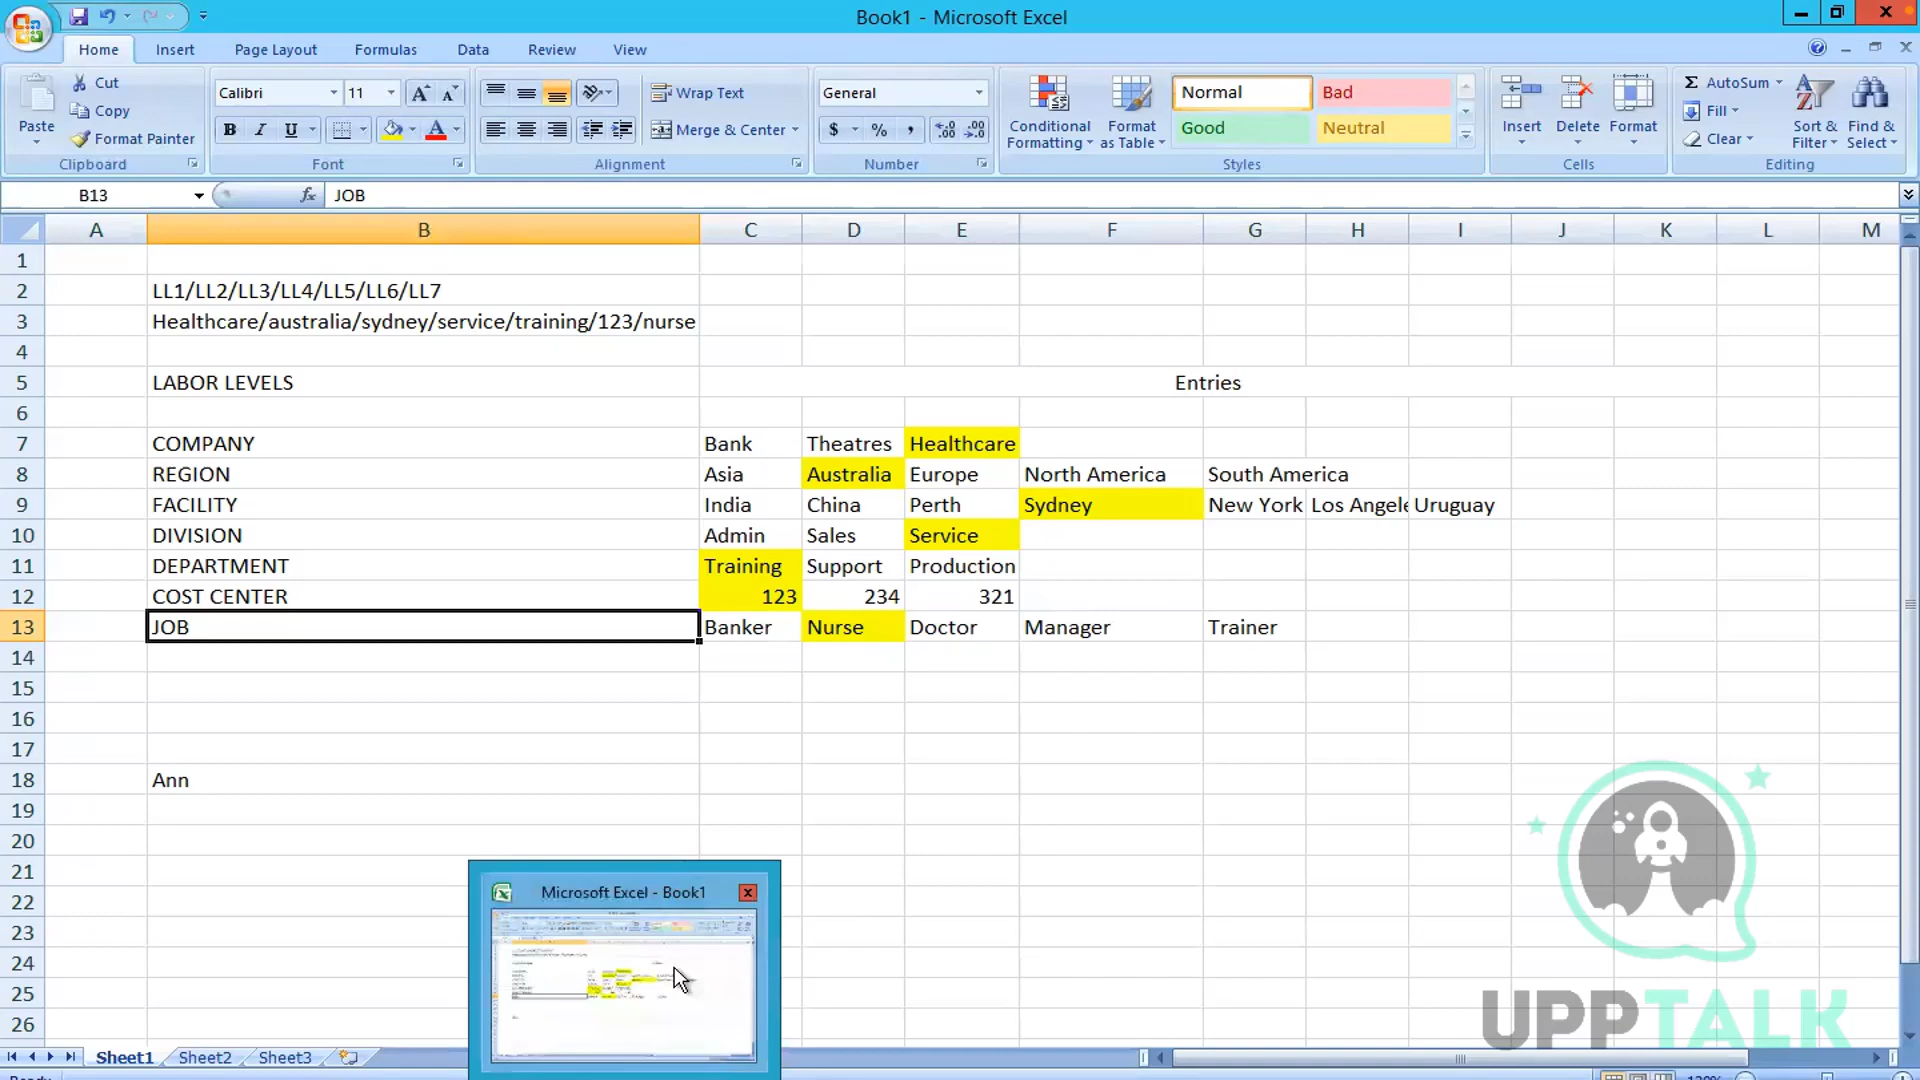 Book1 - Microsoft Excel
Home Insert Page Layout Formulas Data Review View
Paste Cut Copy Format Painter Clipboard
Calibri 11 B I U A A A Font
Wrap Text Merge & Center Alignment
General $ % , Number
Conditional Formatting Format as Table Normal Bad Good Neutral Styles
Insert Delete Format Cells
Σ AutoSum Fill Clear Sort & Filter Find & Select Editing
B13 fx JOB
A B C D E F G H I J K L M
1
2 LL1/LL2/LL3/LL4/LL5/LL6/LL7
3 Healthcare/australia/sydney/service/training/123/nurse
4
5 LABOR LEVELS Entries
6
7 COMPANY Bank Theatres Healthcare
8 REGION Asia Australia Europe North America South America
9 FACILITY India China Perth Sydney New York Los Angele Uruguay
10 DIVISION Admin Sales Service
11 DEPARTMENT Training Support Production
12 COST CENTER 123 234 321
13 JOB Banker Nurse Doctor Manager Trainer
14
15
16
17
18 Ann
19
20
21
22
23
24
25
26
Microsoft Excel - Book1
UPPTALK
Sheet1 Sheet2 Sheet3